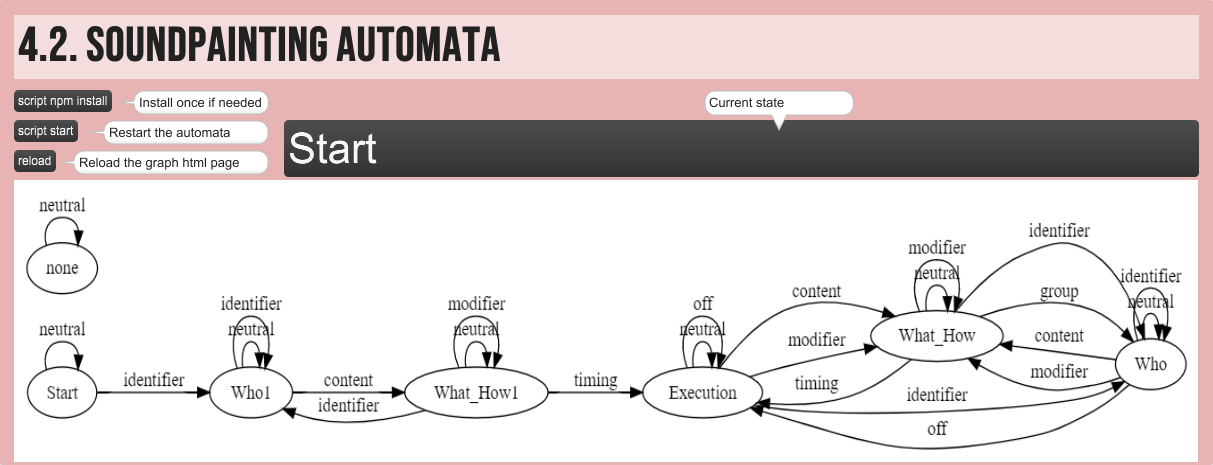 4.2. SOUNDPAINTING AUTOMATA
script npm install
Install once if needed
Current state
script start
Restart the automata
Start
reload
Reload the graph html page
neutral
none
neutral
Start
identifier
identifier
neutral
Who1
content
identifier
modifier
neutral
What_How1
timing
off
neutral
Execution
content
modifier
timing
modifier
neutral
What_How
identifier
group
content
modifier
identifier
off
identifier
neutral
Who